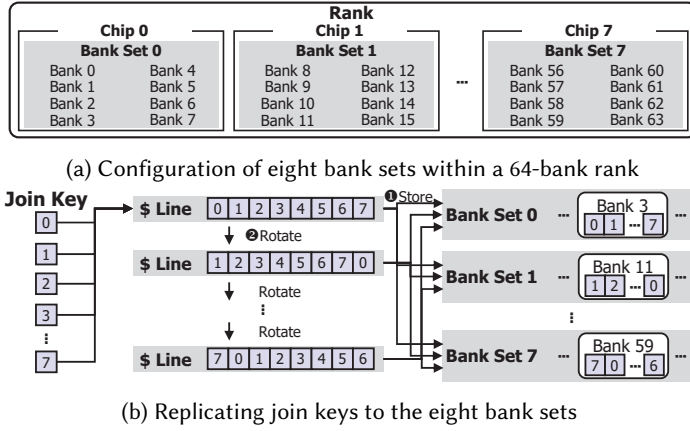 Rank
Chip 0 Chip 1 Chip 7
Bank Set 0 Bank Set 1 Bank Set 7
Bank 0 Bank 4 Bank 8 Bank 12 Bank 56 Bank 60
Bank 1 Bank 5 Bank 9 Bank 13 ... Bank 57 Bank 61
Bank 2 Bank 6 Bank 10 Bank 14 Bank 58 Bank 62
Bank 3 Bank 7 Bank 11 Bank 15 Bank 59 Bank 63
(a) Configuration of eight bank sets within a 64-bank rank
Join Key
0
1
2
3
⋮
7
$ Line 0 1 2 3 4 5 6 7
❶Store
❷Rotate
$ Line 1 2 3 4 5 6 7 0
Rotate
⋮
Rotate
$ Line 7 0 1 2 3 4 5 6
Bank Set 0 ... Bank 3 ...
0 1 ... 7
Bank Set 1 ... Bank 11 ...
1 2 ... 0
⋮
Bank Set 7 ... Bank 59 ...
7 0 ... 6
(b) Replicating join keys to the eight bank sets